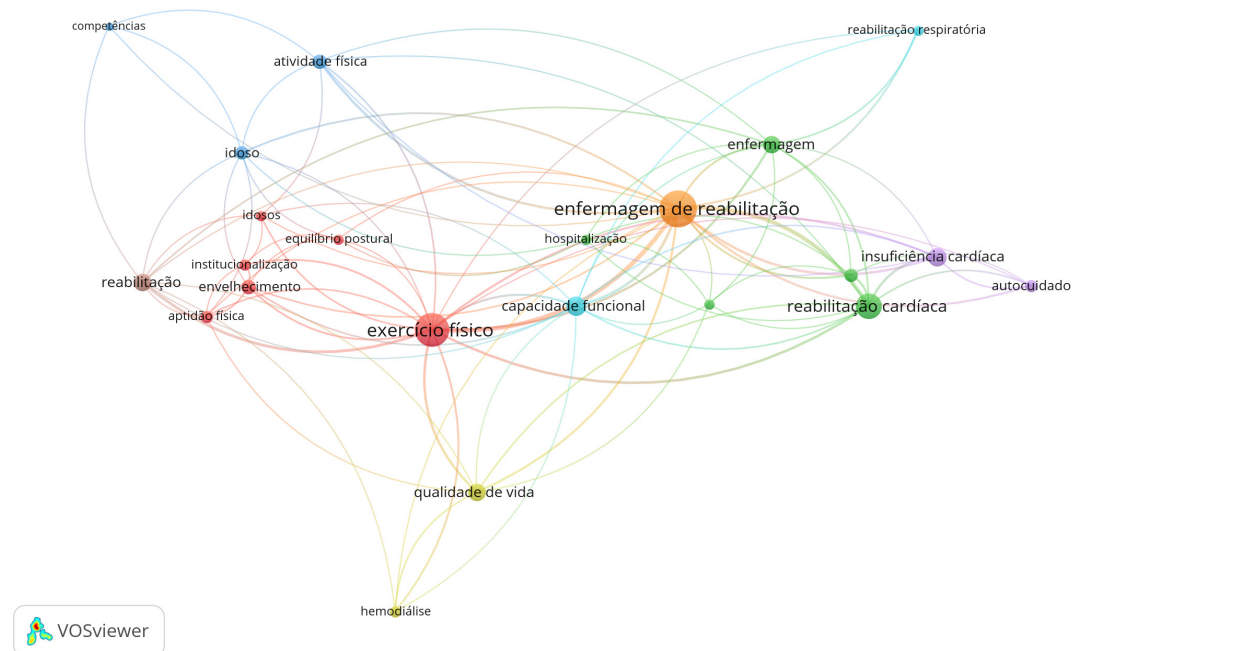 competências
reabilitação respiratória
atividade física
enfermagem
idoso
enfermagem de reabilitação
idosos
equilíbrio postural
hospitalização
insuficiência cardíaca
institucionalização
reabilitação
envelhecimento
autocuidado
capacidade funcional
reabilitação cardíaca
aptidão física
exercício físico
qualidade de vida
hemodiálise
VOSviewer